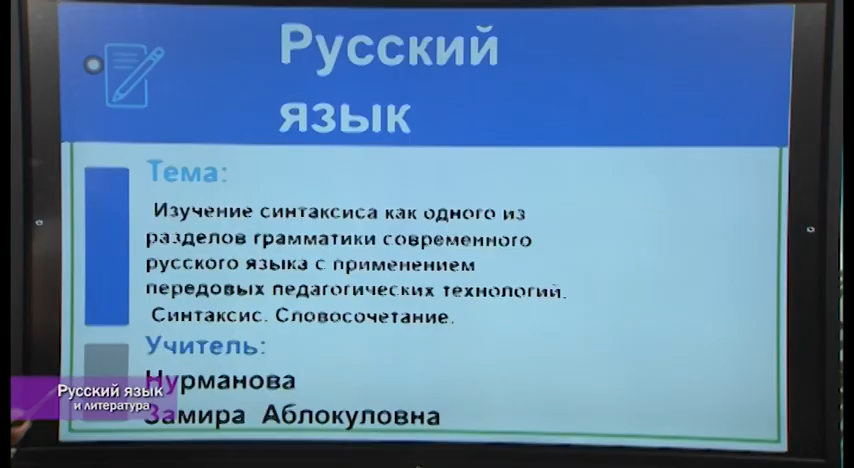 Русский
язык
Тема:
Изучение синтаксиса как одного из
разделов грамматики современного
русского языка с применением
передовых педагогических технологий.
Синтаксис. Словосочетание.
Учитель:
Нурманова
Замира Аблокуловна
Русский язык
и литература